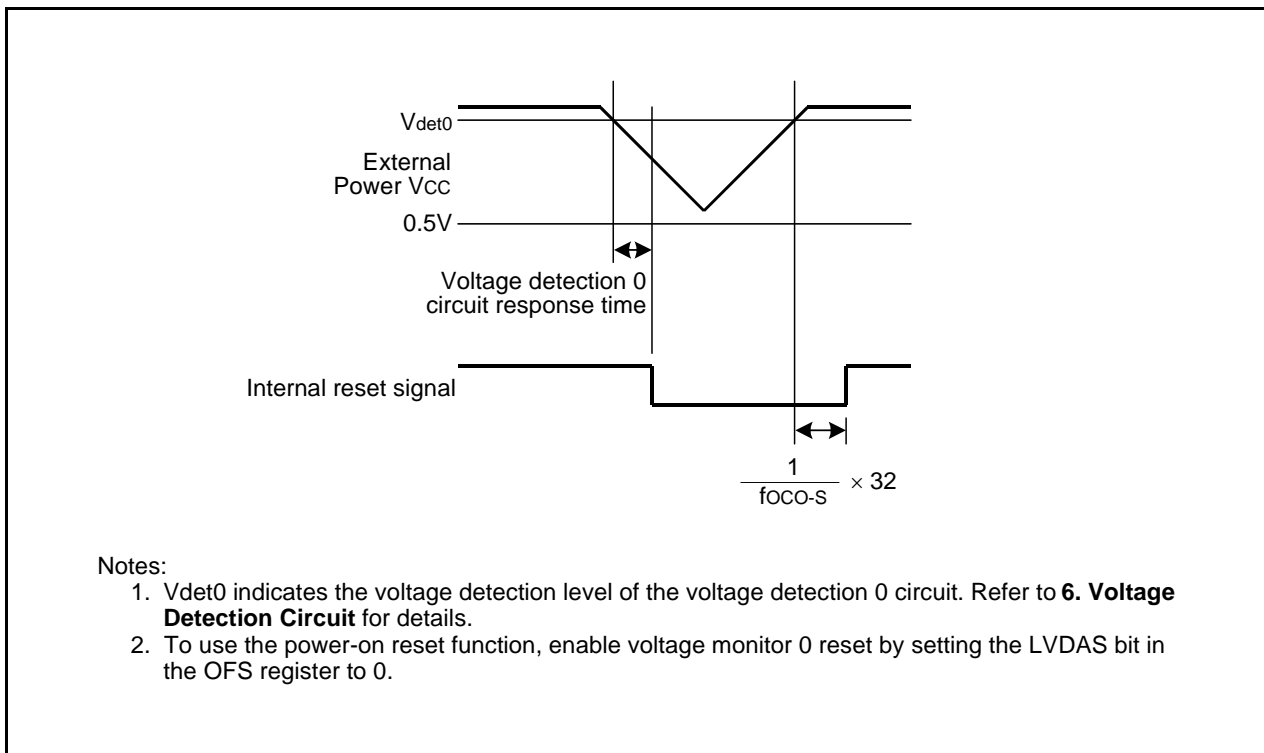 Vdet0
External
Power VCC
0.5V
Voltage detection 0
circuit response time
Internal reset signal
1
fOCO-S
× 32
Notes:
1. Vdet0 indicates the voltage detection level of the voltage detection 0 circuit. Refer to 6. Voltage
Detection Circuit for details.
2. To use the power-on reset function, enable voltage monitor 0 reset by setting the LVDAS bit in
the OFS register to 0.